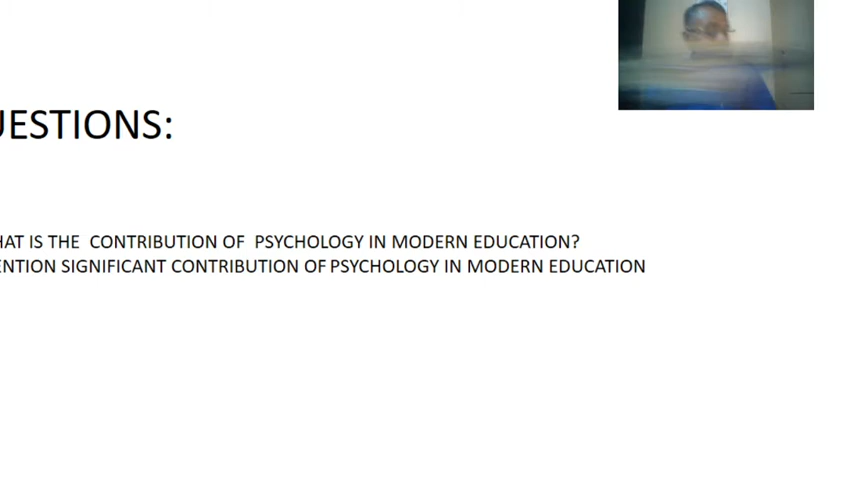 UESTIONS:
HAT IS THE CONTRIBUTION OF PSYCHOLOGY IN MODERN EDUCATION?
ENTION SIGNIFICANT CONTRIBUTION OF PSYCHOLOGY IN MODERN EDUCATION